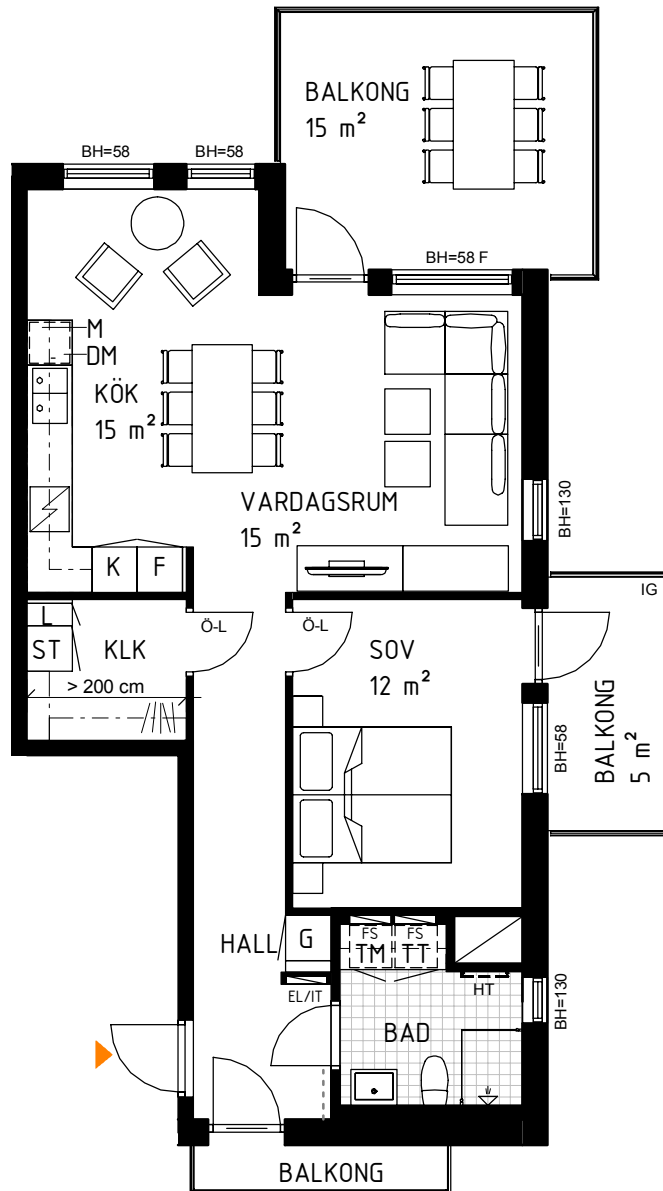 BALKONG
15 m²
BH=58
BH=58
BH=58 F
M
DM
KÖK
15 m²
VARDAGSRUM
15 m²
BH=130
K
F
IG
L
ST
KLK
Ö-L
Ö-L
SOV
12 m²
> 200 cm
BH=58
BALKONG
5 m²
HALL
G
FS
TM
FS
TT
EL/IT
HT
BH=130
BAD
BALKONG